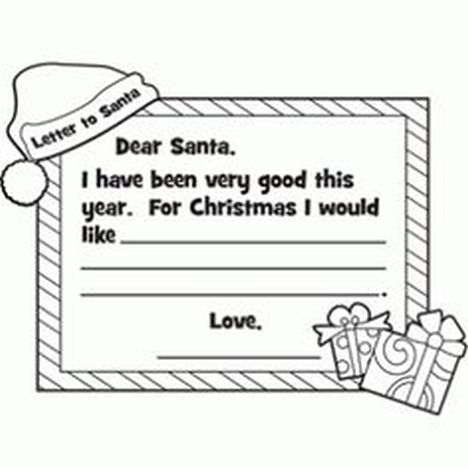 Letter to Santa
Dear Santa.
I have been very good this
year. For Christmas I would
like
.
Love,